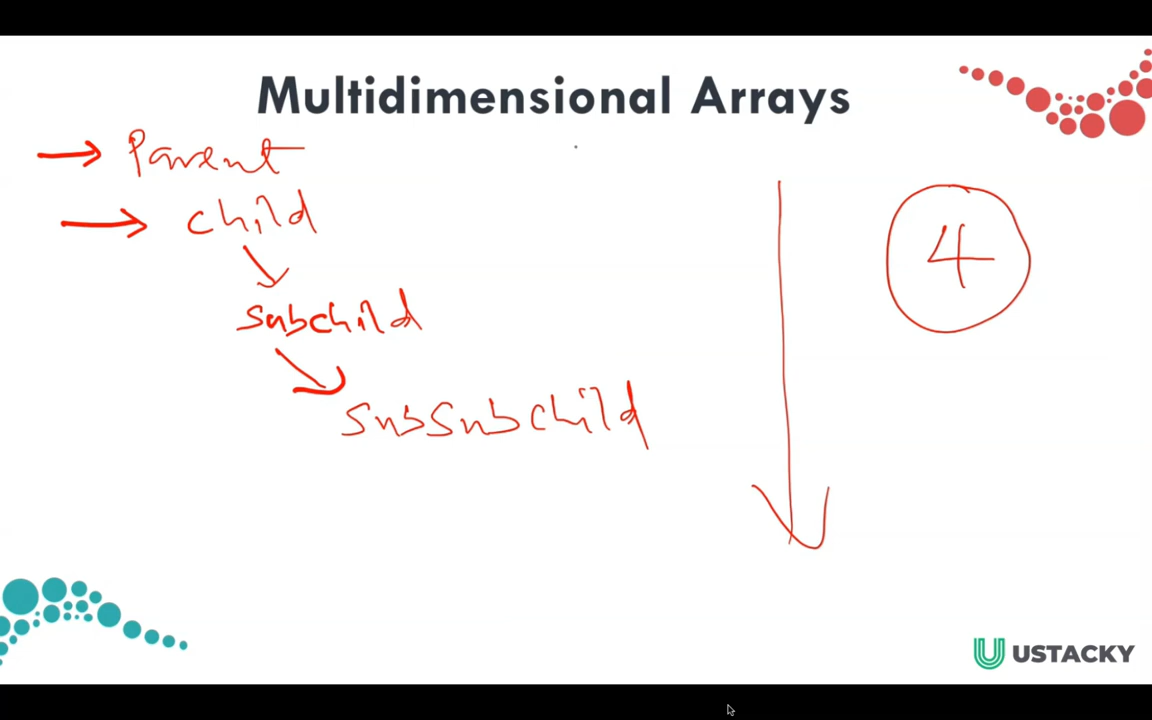 Multidimensional Arrays
Parent
child
subchild
subsubchild
4
USTACKY